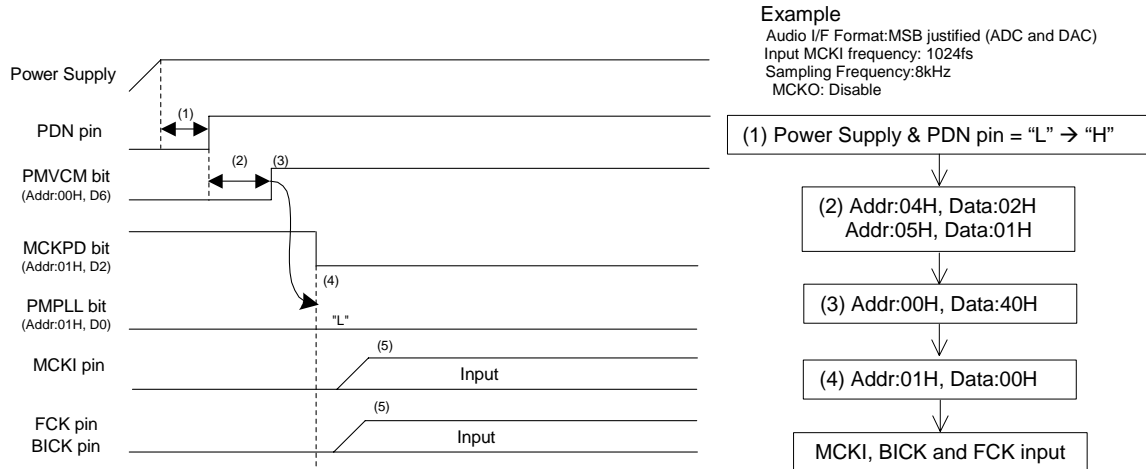 Example
Audio I/F Format:MSB justified (ADC and DAC)
Input MCKI frequency: 1024fs
Sampling Frequency:8kHz
MCKO: Disable
Power Supply
(1)
PDN pin
(2)
(3)
PMVCM bit
(Addr:00H, D6)
MCKPD bit
(Addr:01H, D2)
(4)
PMPLL bit
(Addr:01H, D0)
"L"
MCKI pin
(5)
Input
FCK pin
BICK pin
(5)
Input
(1) Power Supply & PDN pin = “L” → “H”
(2) Addr:04H, Data:02H
Addr:05H, Data:01H
(3) Addr:00H, Data:40H
(4) Addr:01H, Data:00H
MCKI, BICK and FCK input